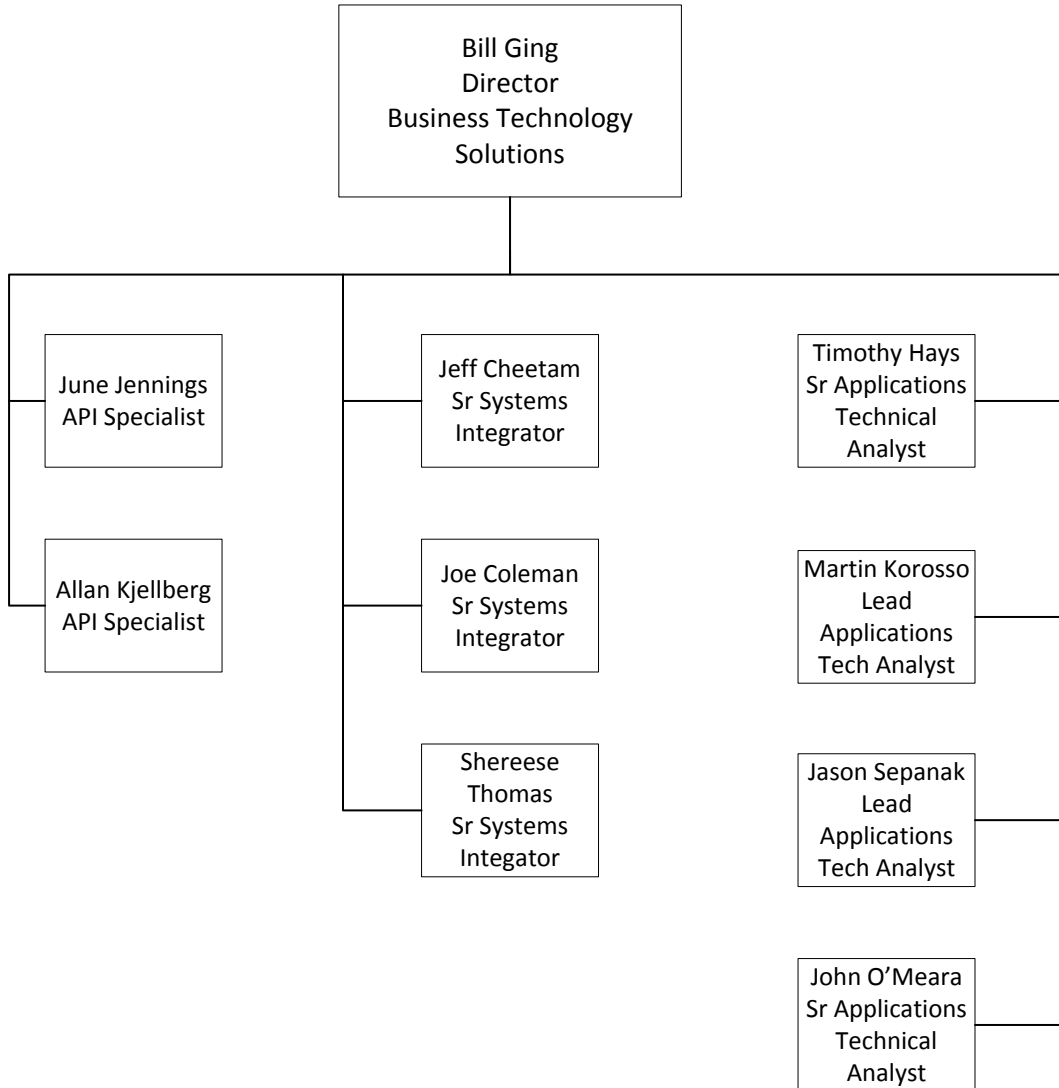 Bill Ging
Director
Business Technology
Solutions
June Jennings
API Specialist
Allan Kjellberg
API Specialist
Jeff Cheetam
Sr Systems
Integrator
Joe Coleman
Sr Systems
Integrator
Shereese
Thomas
Sr Systems
Integator
Timothy Hays
Sr Applications
Technical
Analyst
Martin Korosso
Lead
Applications
Tech Analyst
Jason Sepanak
Lead
Applications
Tech Analyst
John O’Meara
Sr Applications
Technical
Analyst